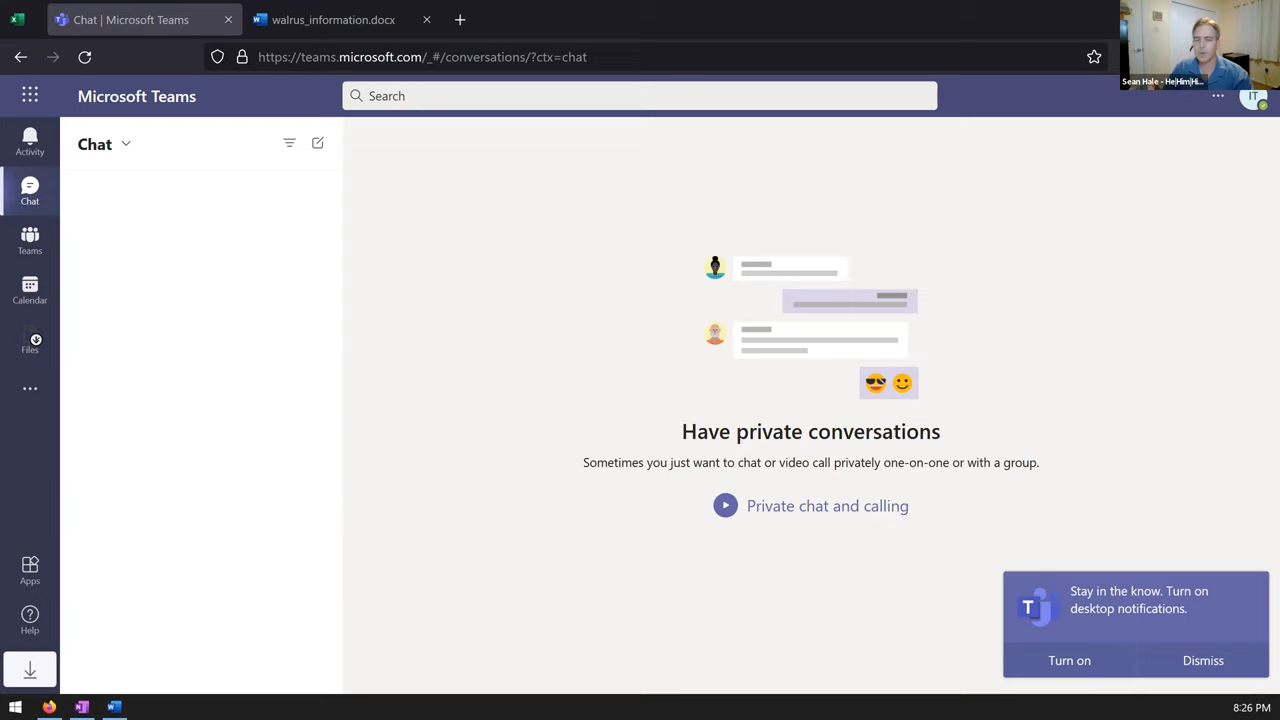 Chat | Microsoft Teams
walrus_information.docx
https://teams.microsoft.com/_#/conversations/?ctx=chat
Sean Hale - He|Him|Hi...
Microsoft Teams
Search
IT
Activity
Chat
Teams
Calendar
Files
Apps
Help
Chat
Have private conversations
Sometimes you just want to chat or video call privately one-on-one or with a group.
Private chat and calling
T
Stay in the know. Turn on
desktop notifications.
Turn on
Dismiss
8:26 PM